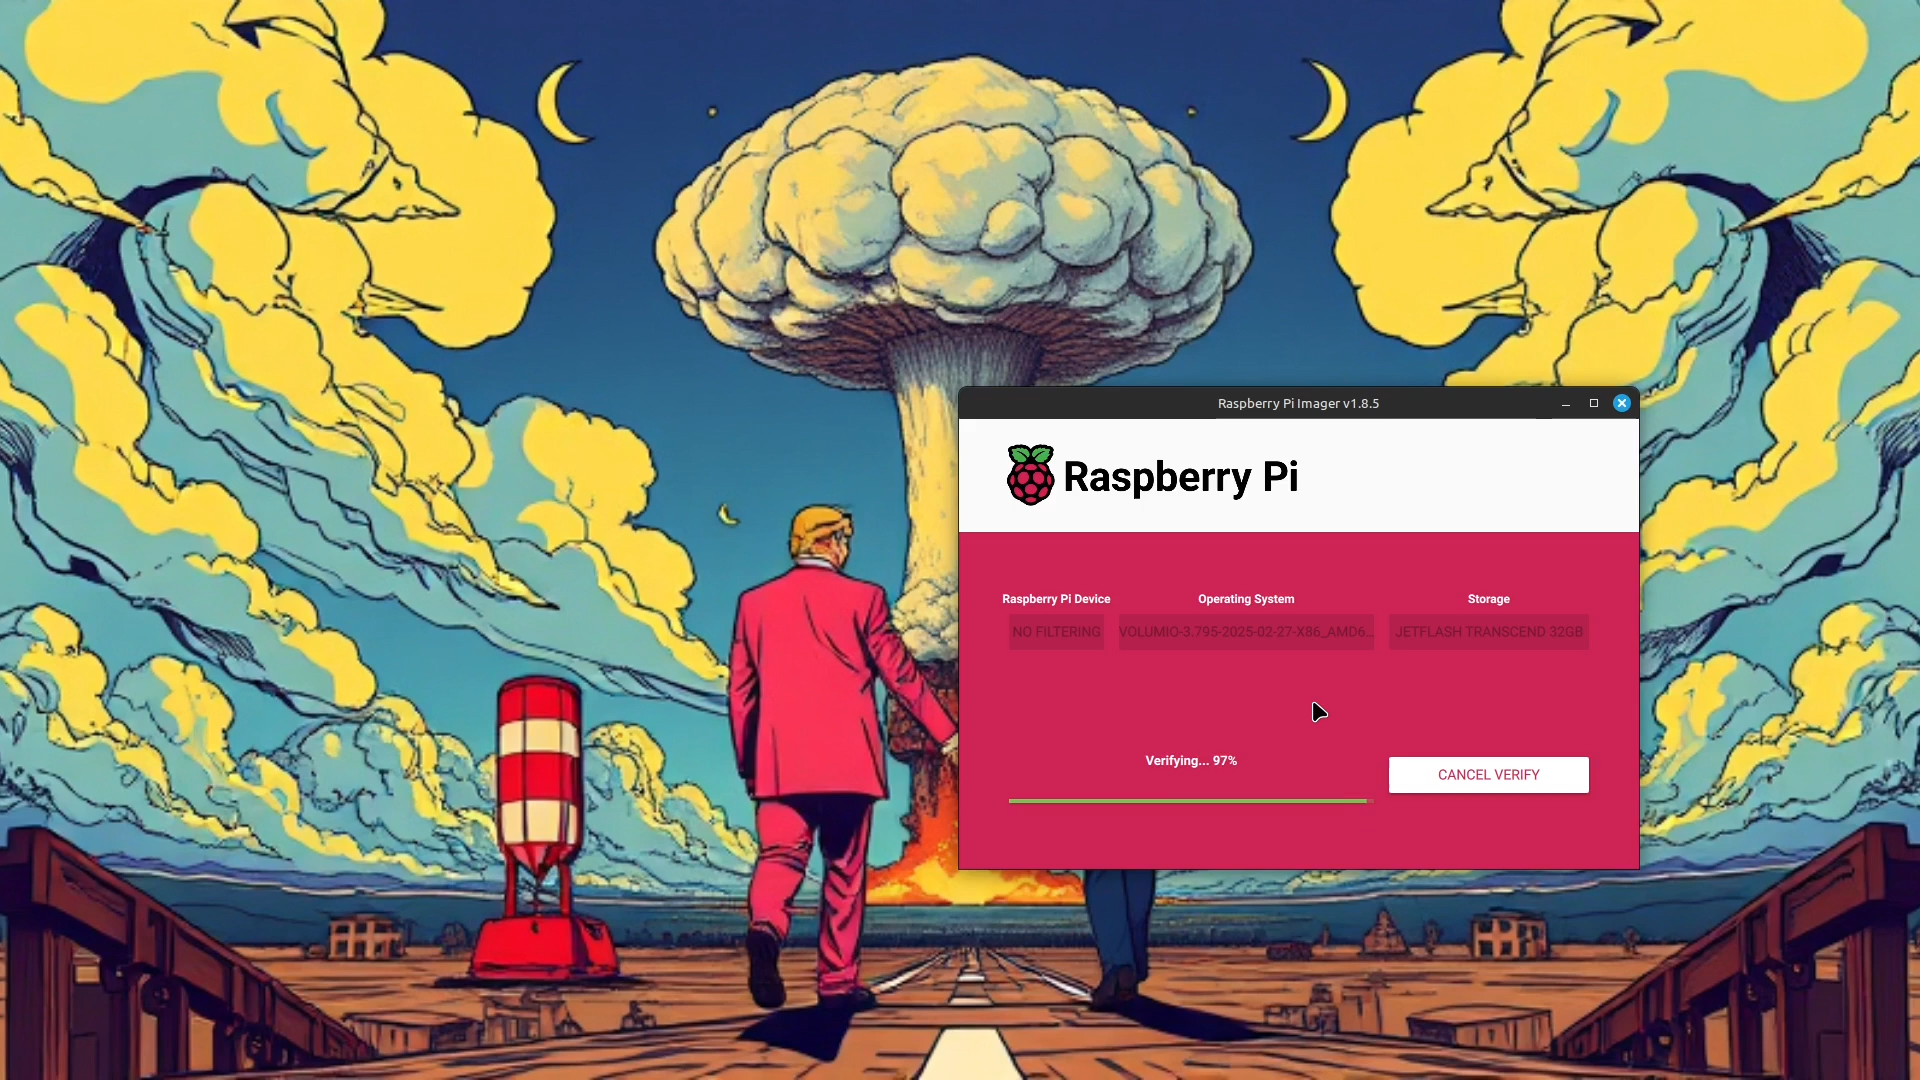 Raspberry Pi Imager v1.8.5
Raspberry Pi
Raspberry Pi Device
Operating System
Storage
NO FILTERING
VOLUMIO-3.795-2025-02-27-X86_AMD6...
JETFLASH TRANSCEND 32GB
Verifying... 97%
CANCEL VERIFY